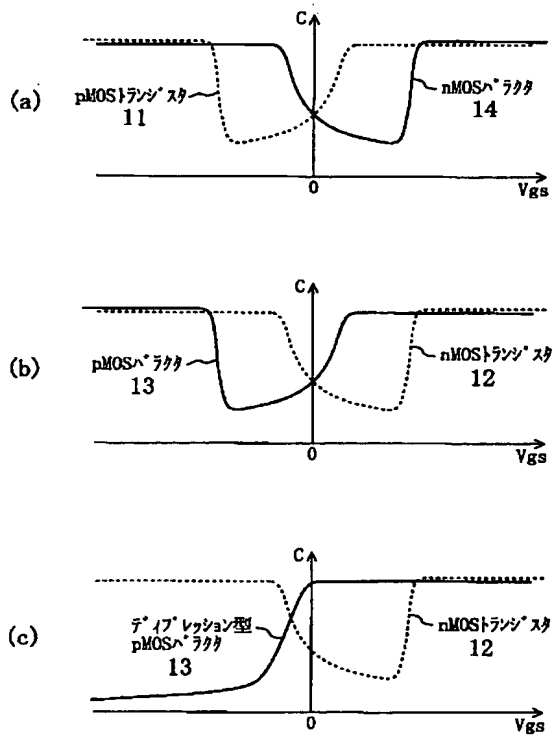 (a)
C
pMOSトランジスタ
11
nMOSバラクタ
14
0
Vgs
(b)
C
pMOSバラクタ
13
nMOSトランジスタ
12
0
Vgs
(c)
C
ディプレッション型
pMOSバラクタ
13
nMOSトランジスタ
12
0
Vgs